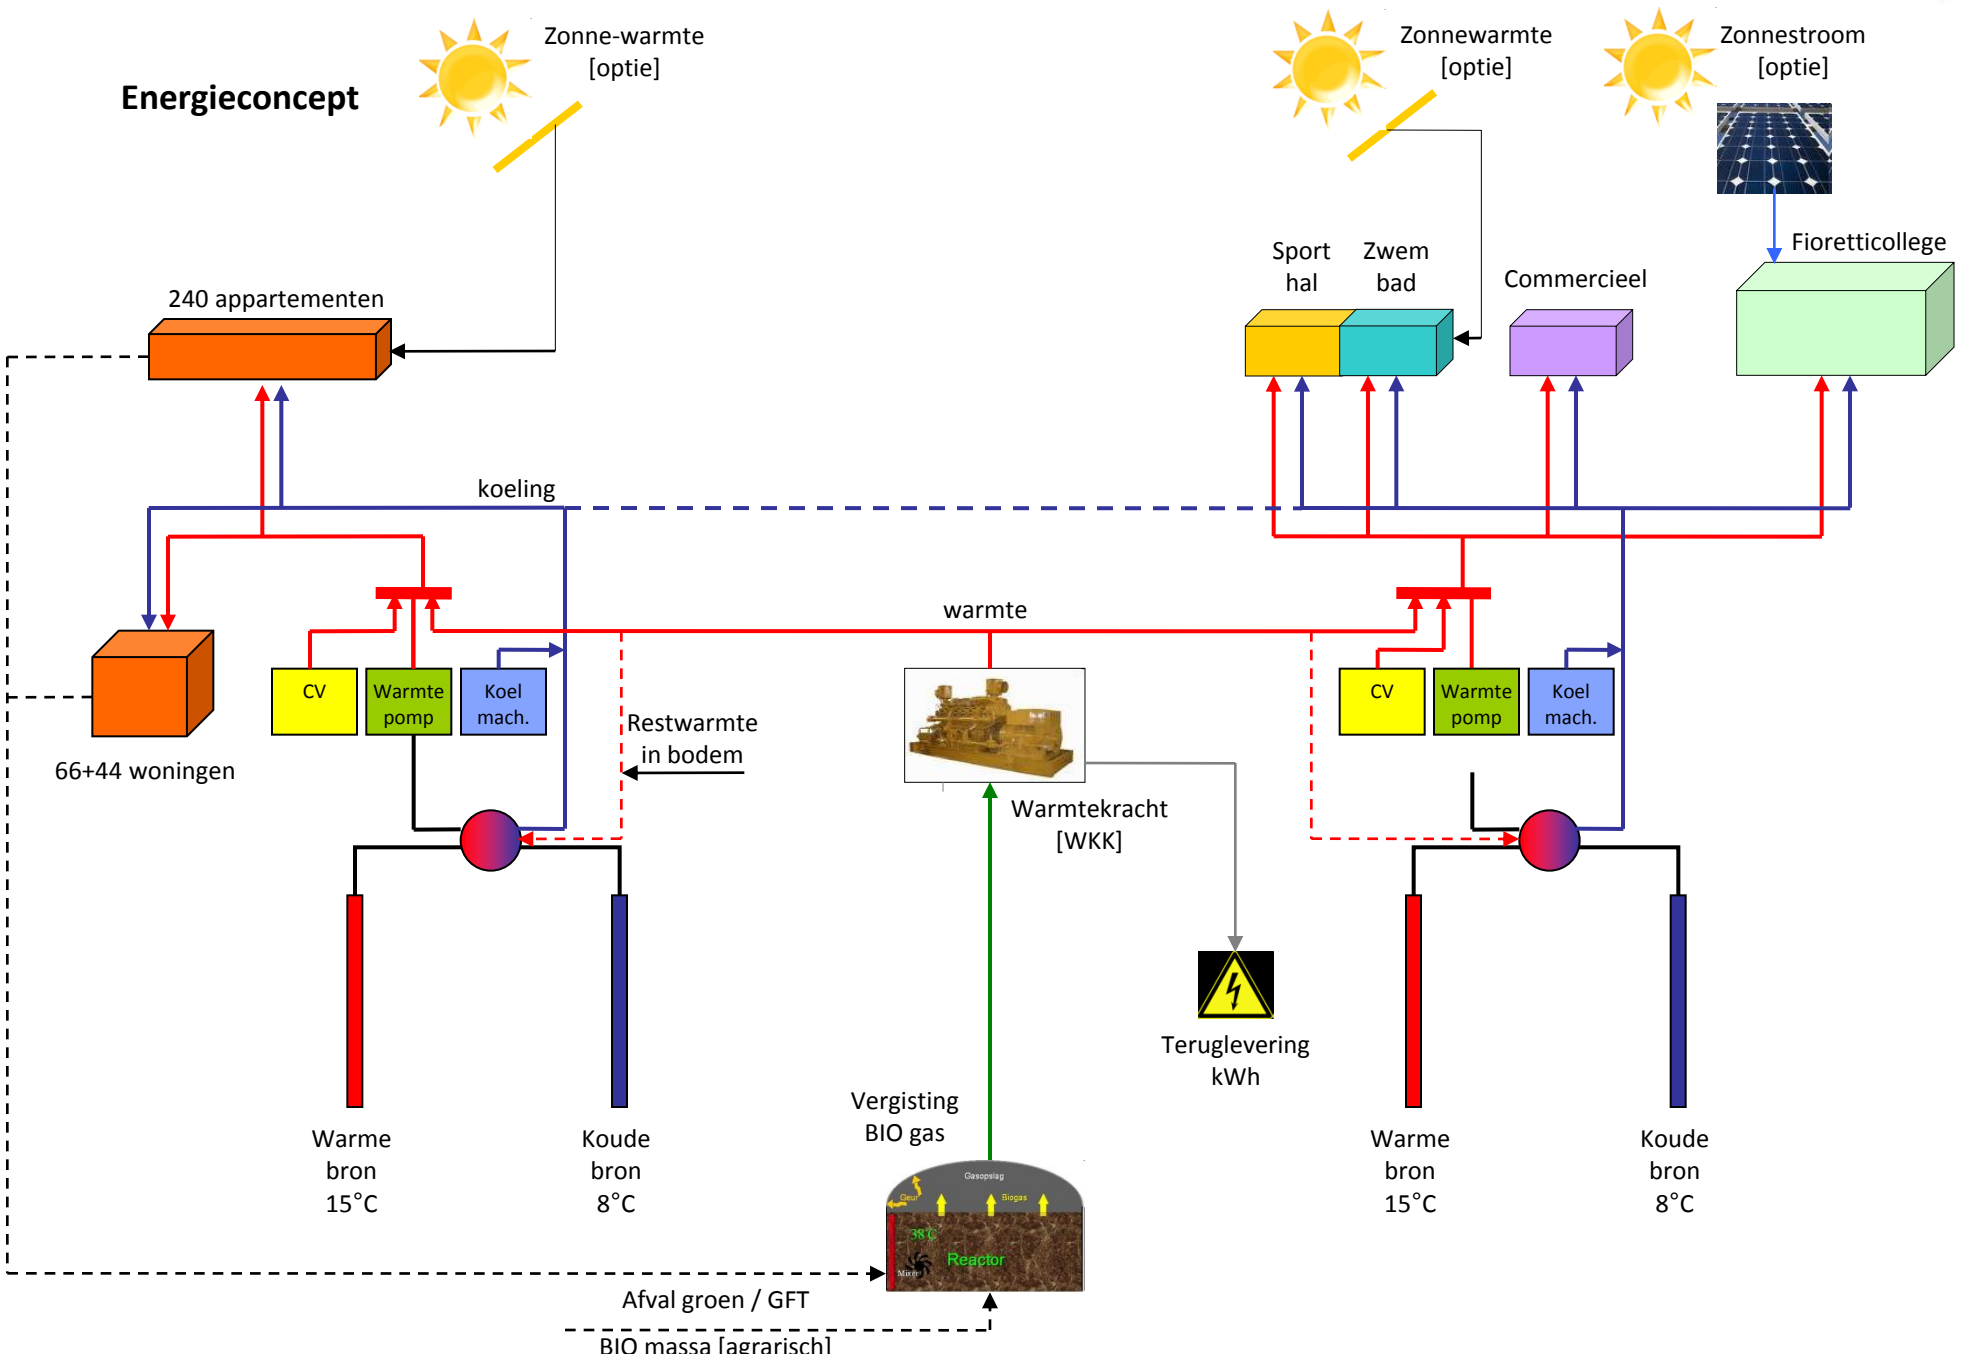 Zonne-warmte
[optie]
Zonnewarmte
[optie]
Zonnestroom
[optie]
Energieconcept
Fioretticollege
Sport
hal
Zwem
bad
Commercieel
240 appartementen
koeling
warmte
CV
Warmte
pomp
Koel
mach.
CV
Warmte
pomp
Koel
mach.
Restwarmte
in bodem
66+44 woningen
Warmtekracht
[WKK]
Teruglevering
kWh
Vergisting
BIO gas
Warme
bron
15°C
Koude
bron
8°C
Warme
bron
15°C
Koude
bron
8°C
Gasopslag
Geur
Biogas
38°C
Reactor
Mixer
Afval groen / GFT
BIO massa [agrarisch]